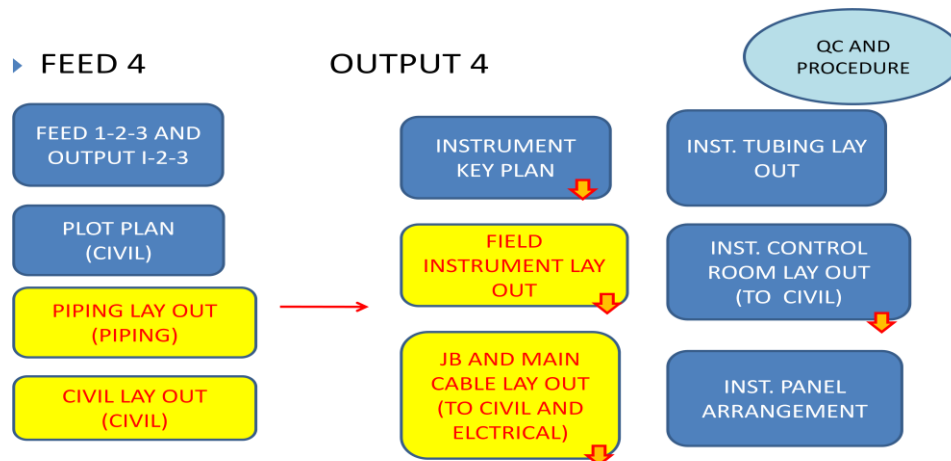 FEED 4
OUTPUT 4
QC AND
PROCEDURE
FEED 1-2-3 AND
OUTPUT I-2-3
PLOT PLAN
(CIVIL)
PIPING LAY OUT
(PIPING)
CIVIL LAY OUT
(CIVIL)
INSTRUMENT
KEY PLAN
FIELD
INSTRUMENT LAY
OUT
JB AND MAIN
CABLE LAY OUT
(TO CIVIL AND
ELCTRICAL)
INST. TUBING LAY
OUT
INST. CONTROL
ROOM LAY OUT
(TO CIVIL)
INST. PANEL
ARRANGEMENT